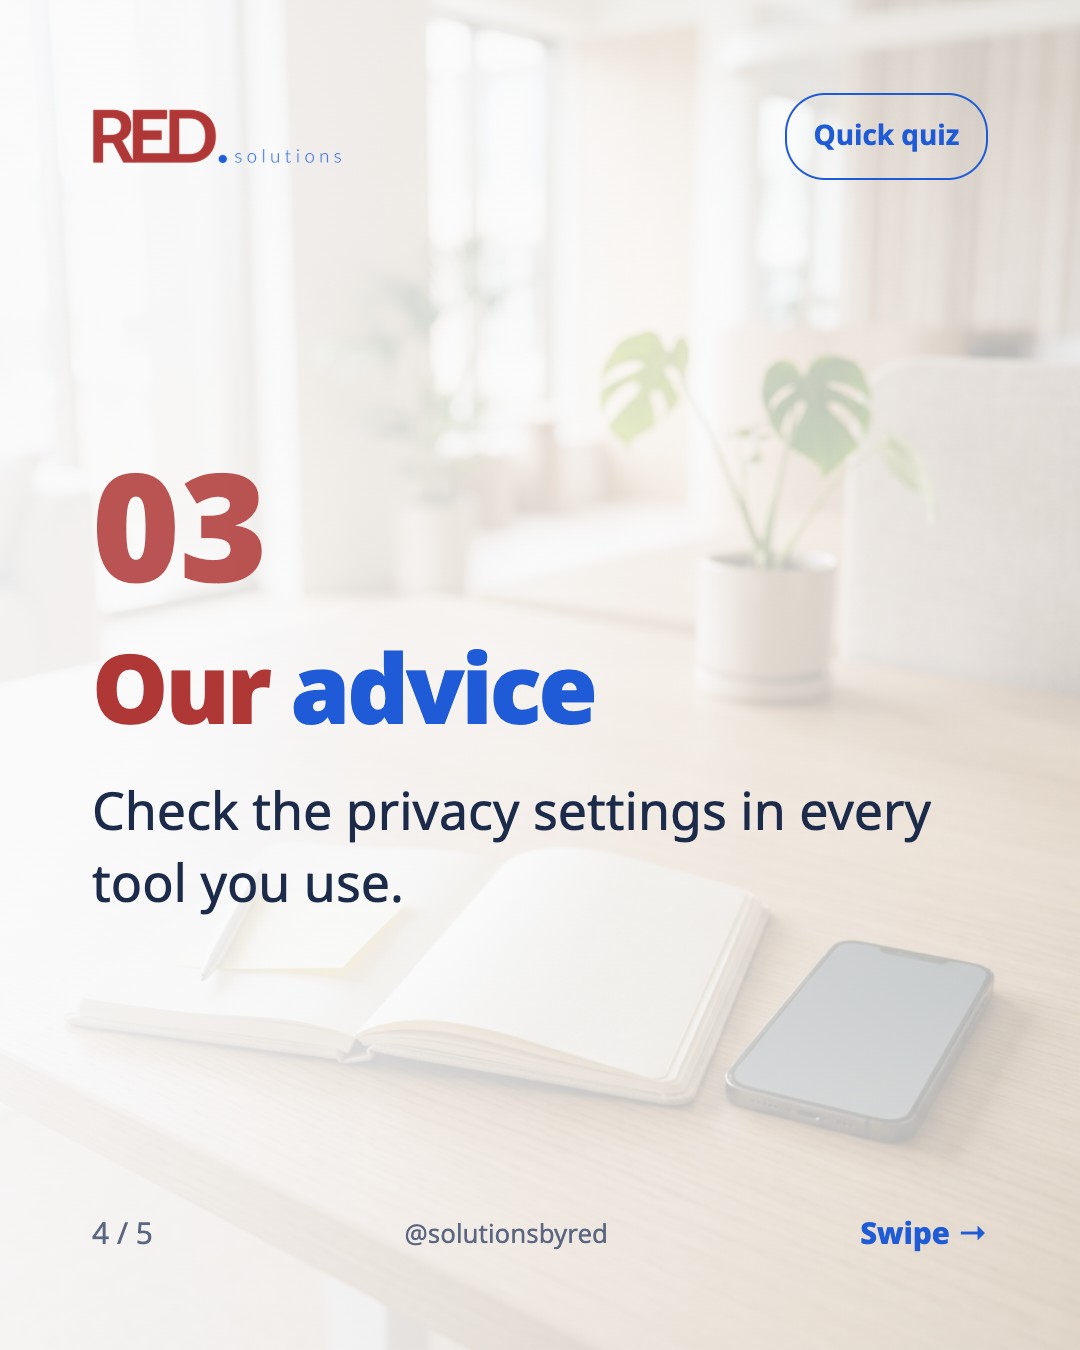 RED.solutions
Quick quiz
03
Our advice
Check the privacy settings in every
tool you use.
4 / 5
@solutionsbyred
Swipe →